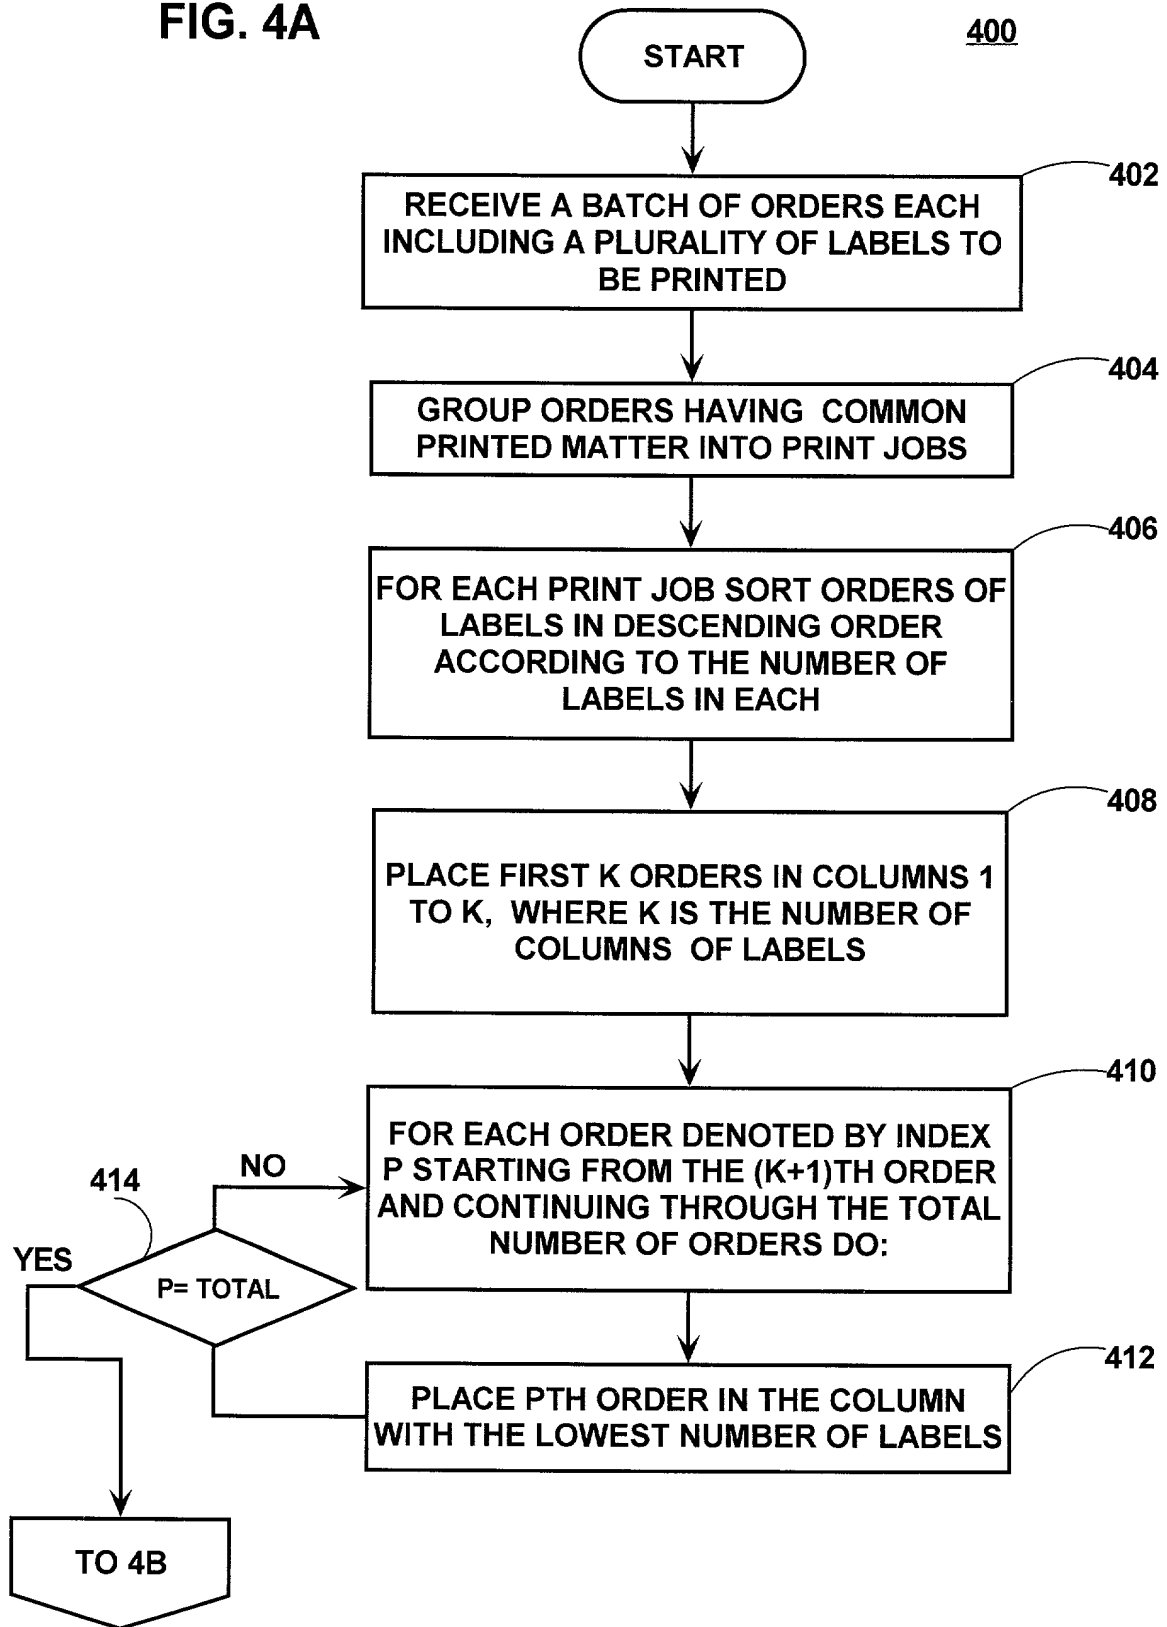 FIG. 4A
400
START
402
RECEIVE A BATCH OF ORDERS EACH
INCLUDING A PLURALITY OF LABELS TO
BE PRINTED
404
GROUP ORDERS HAVING COMMON
PRINTED MATTER INTO PRINT JOBS
406
FOR EACH PRINT JOB SORT ORDERS OF
LABELS IN DESCENDING ORDER
ACCORDING TO THE NUMBER OF
LABELS IN EACH
408
PLACE FIRST K ORDERS IN COLUMNS 1
TO K, WHERE K IS THE NUMBER OF
COLUMNS OF LABELS
410
FOR EACH ORDER DENOTED BY INDEX
P STARTING FROM THE (K+1)TH ORDER
AND CONTINUING THROUGH THE TOTAL
NUMBER OF ORDERS DO:
NO
414
YES
P= TOTAL
412
PLACE PTH ORDER IN THE COLUMN
WITH THE LOWEST NUMBER OF LABELS
TO 4B